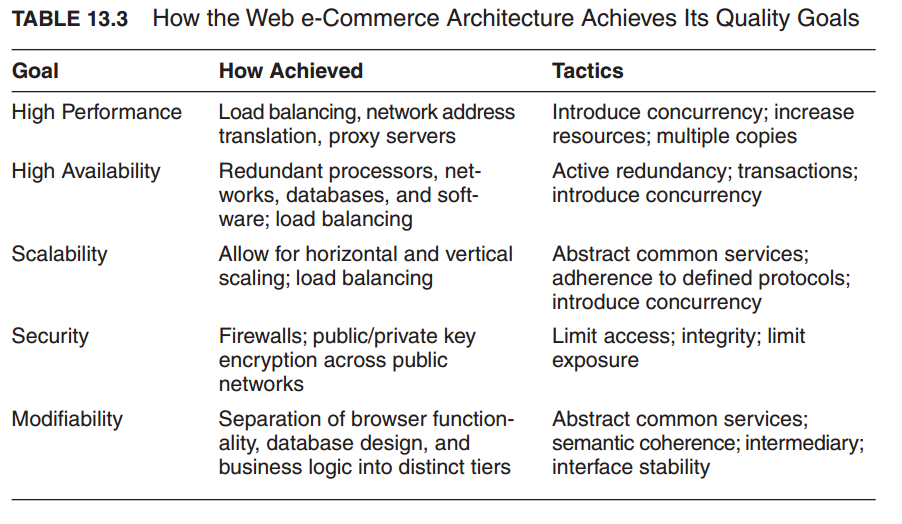 TABLE 13.3 How the Web e-Commerce Architecture Achieves Its Quality Goals
Goal How Achieved Tactics
High Performance Load balancing, network address Introduce concurrency; increase
translation, proxy servers resources; multiple copies
High Availability Redundant processors, net- Active redundancy; transactions;
works, databases, and soft- introduce concurrency
ware; load balancing
Scalability Allow for horizontal and vertical Abstract common services;
scaling; load balancing adherence to defined protocols;
introduce concurrency
Security Firewalls; public/private key Limit access; integrity; limit
encryption across public exposure
networks
Modifiability Separation of browser function- Abstract common services;
ality, database design, and semantic coherence; intermediary;
business logic into distinct tiers interface stability